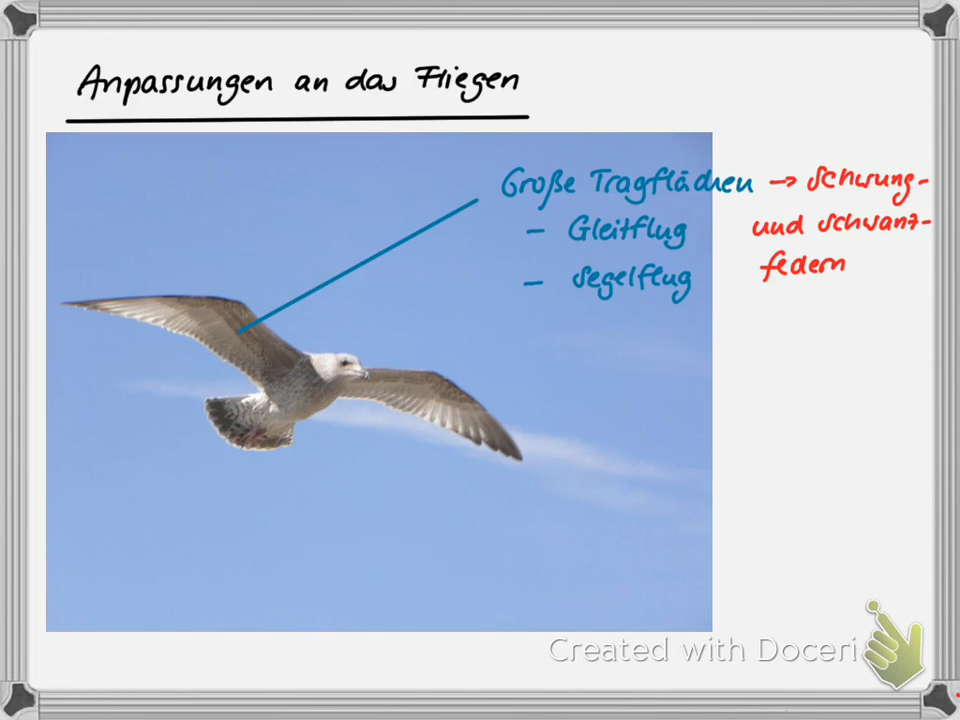 Anpassungen an das Fliegen
Große Tragflächen → Schwung-
und Schwanz-
- Gleitflug
federn
- Segelflug
Created with Doceri